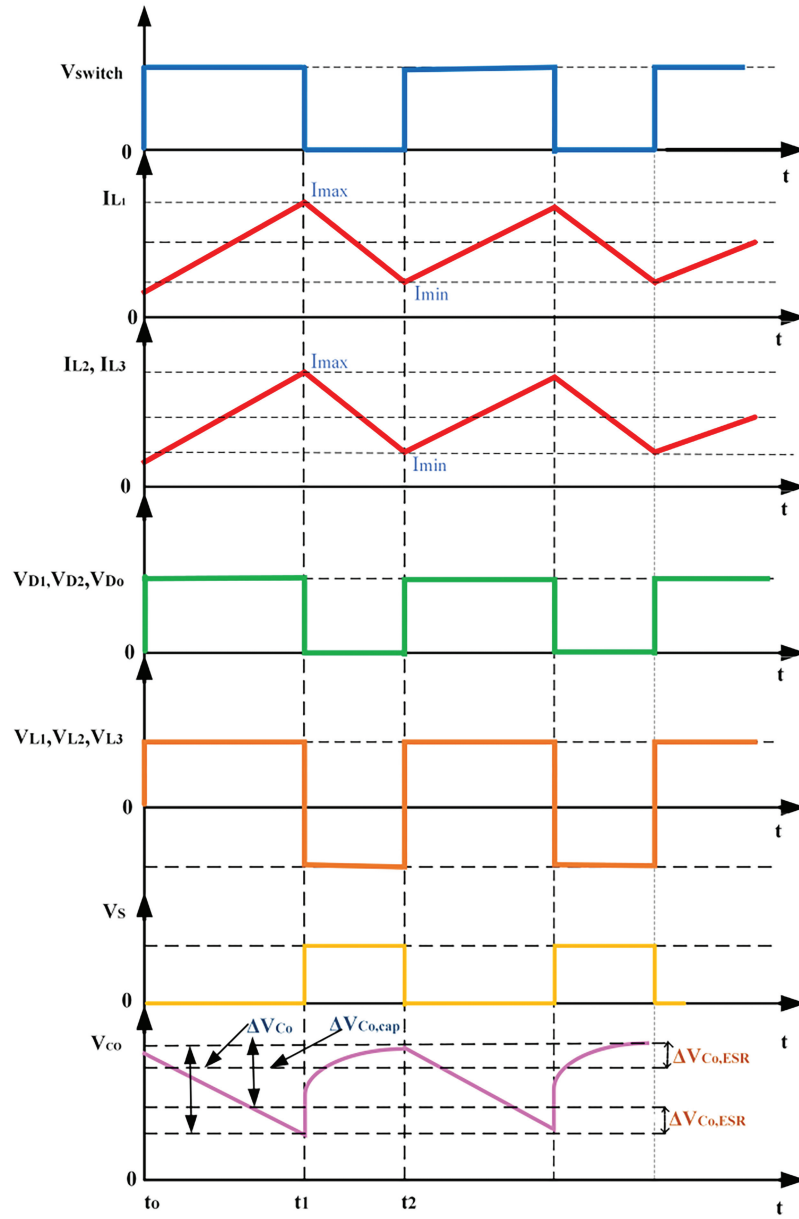 Vswitch
0
t
IL1
Imax
Imin
0
t
IL2, IL3
Imax
Imin
0
t
VD1,VD2,VDo
0
t
VL1,VL2,VL3
0
t
VS
0
t
VCO
ΔVCo
ΔVCo,cap
ΔVCo,ESR
ΔVCo,ESR
0
to
t1
t2
t